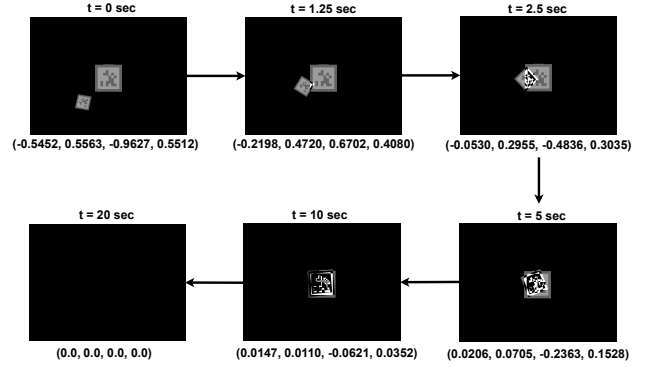 t = 0 sec
t = 1.25 sec
t = 2.5 sec
(-0.5452, 0.5563, -0.9627, 0.5512)
(-0.2198, 0.4720, 0.6702, 0.4080)
(-0.0530, 0.2955, -0.4836, 0.3035)
t = 20 sec
t = 10 sec
t = 5 sec
(0.0, 0.0, 0.0, 0.0)
(0.0147, 0.0110, -0.0621, 0.0352)
(0.0206, 0.0705, -0.2363, 0.1528)